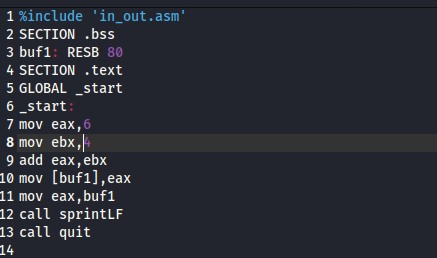 1 %include 'in_out.asm'
2 SECTION .bss
3 buf1: RESB 80
4 SECTION .text
5 GLOBAL _start
6 _start:
7 mov eax,6
8 mov ebx,4
9 add eax,ebx
10 mov [buf1],eax
11 mov eax,buf1
12 call sprintLF
13 call quit
14